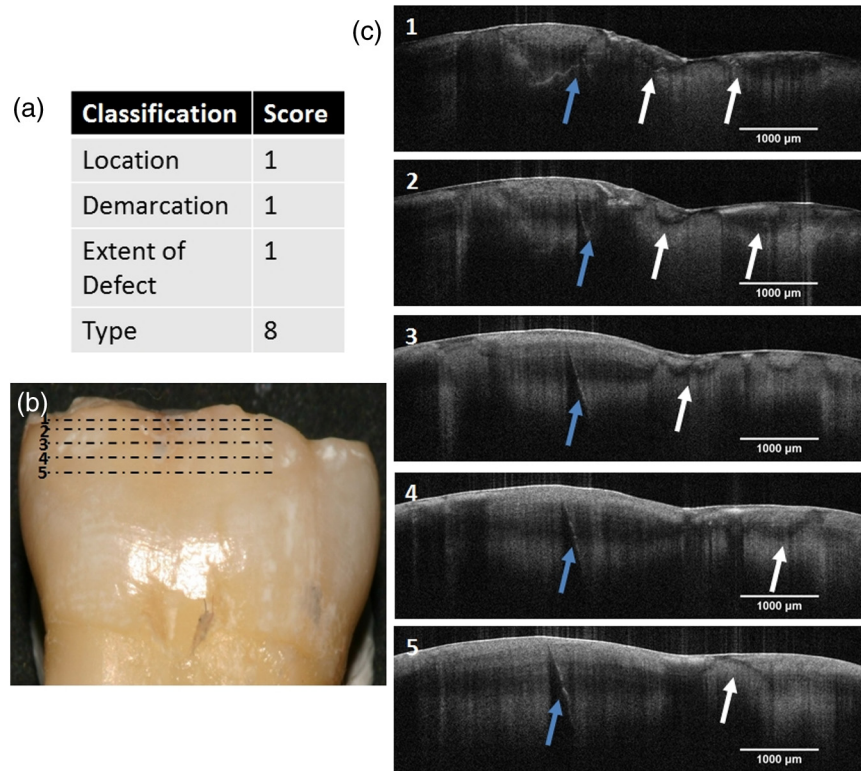 (a)
Classification Score
Location 1
Demarcation 1
Extent of
Defect 1
Type 8
(b)
1
2
3
4
5
(c)
1
1000 µm
2
1000 µm
3
1000 µm
4
1000 µm
5
1000 µm